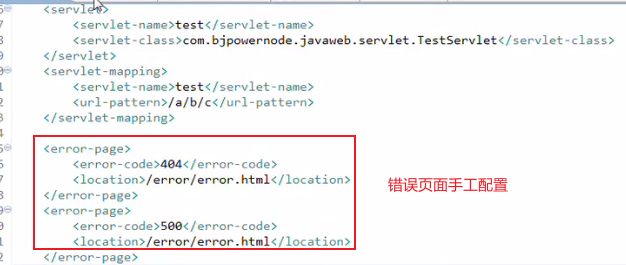 <servlet>
<servlet-name>test</servlet-name>
<servlet-class>com.bjpowernode.javaweb.servlet.TestServlet</servlet-class>
</servlet>
<servlet-mapping>
<servlet-name>test</servlet-name>
<url-pattern>/a/b/c</url-pattern>
</servlet-mapping>
<error-page>
<error-code>404</error-code>
<location>/error/error.html</location>
</error-page>
<error-page>
<error-code>500</error-code>
<location>/error/error.html</location>
</error-page>
错误页面手工配置